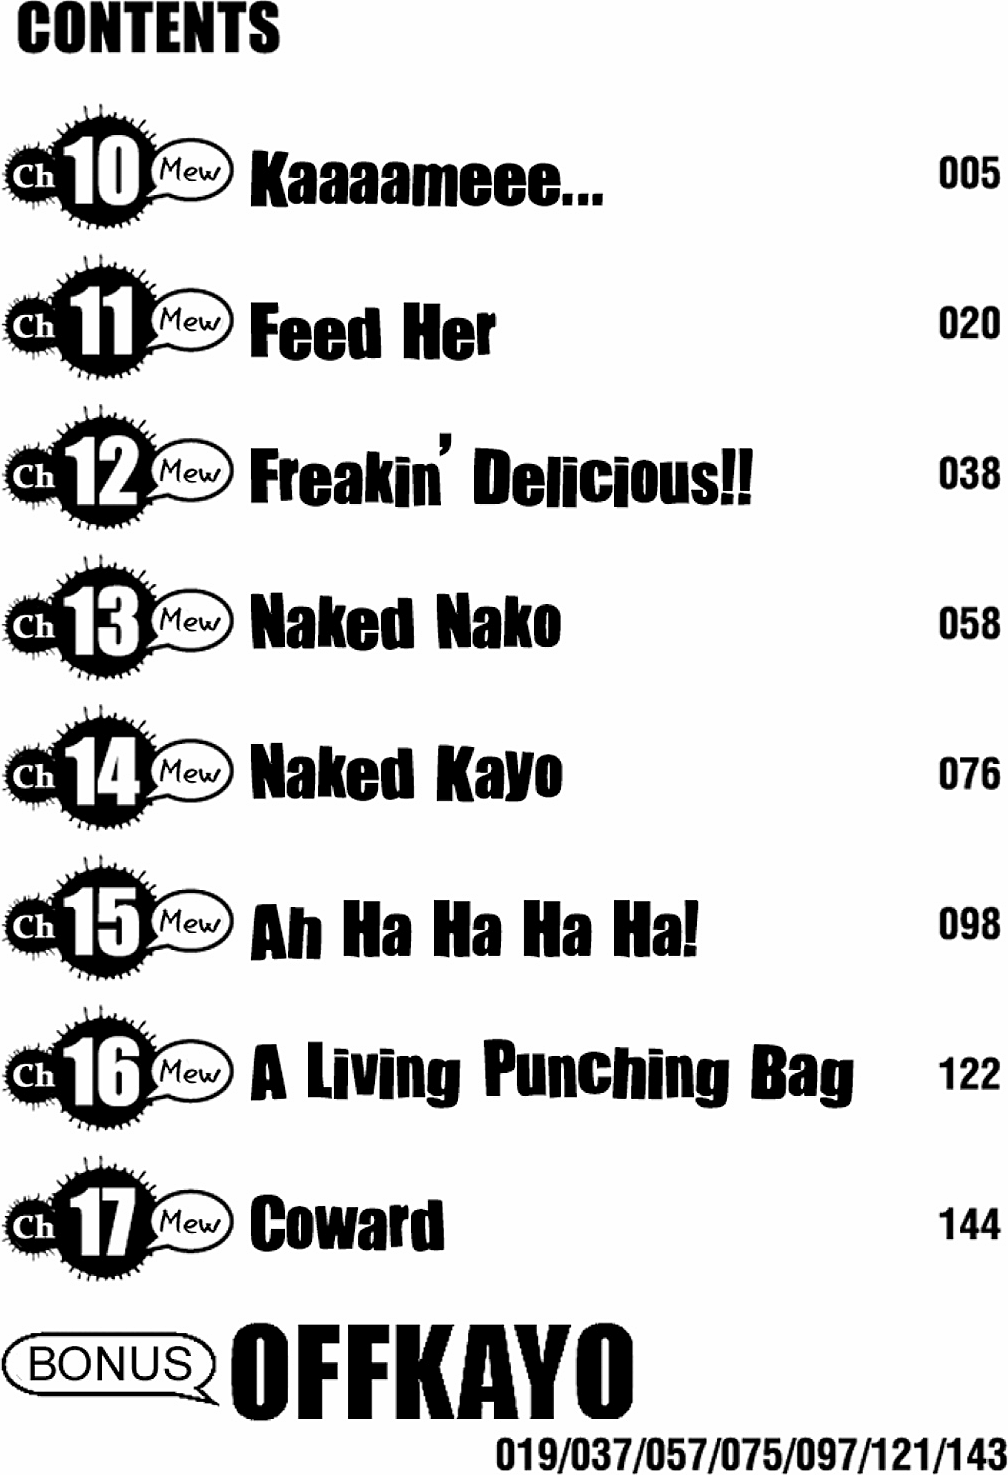 CONTENTS
Ch 10 Mew Kaaaameee... 005
Ch 11 Mew Feed Her 020
Ch 12 Mew Freakin' Delicious!! 038
Ch 13 Mew Naked Nako 058
Ch 14 Mew Naked Kayo 076
Ch 15 Mew Ah Ha Ha Ha Ha! 098
Ch 16 Mew A Living Punching Bag 122
Ch 17 Mew Coward 144
BONUS OFFKAYO
019/037/057/075/097/121/143